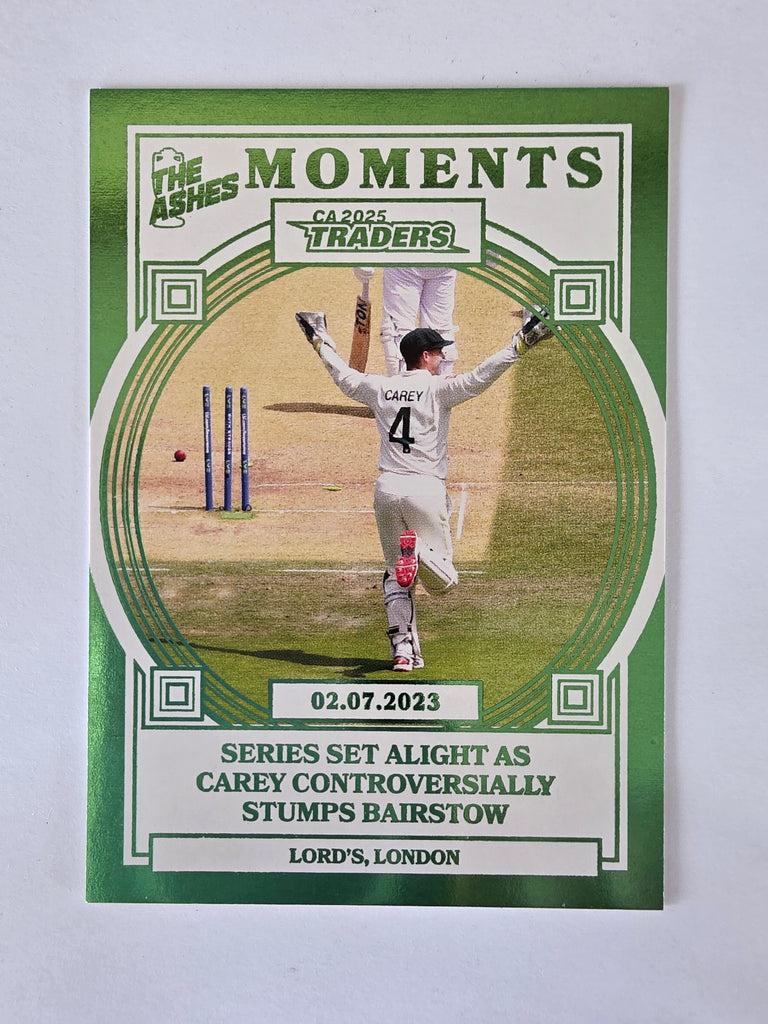 THE ASHES
MOMENTS
CA 2025
TRADERS
TON
CAREY
4
02.07.2023
SERIES SET ALIGHT AS
CAREY CONTROVERSIALLY
STUMPS BAIRSTOW
LORD'S, LONDON